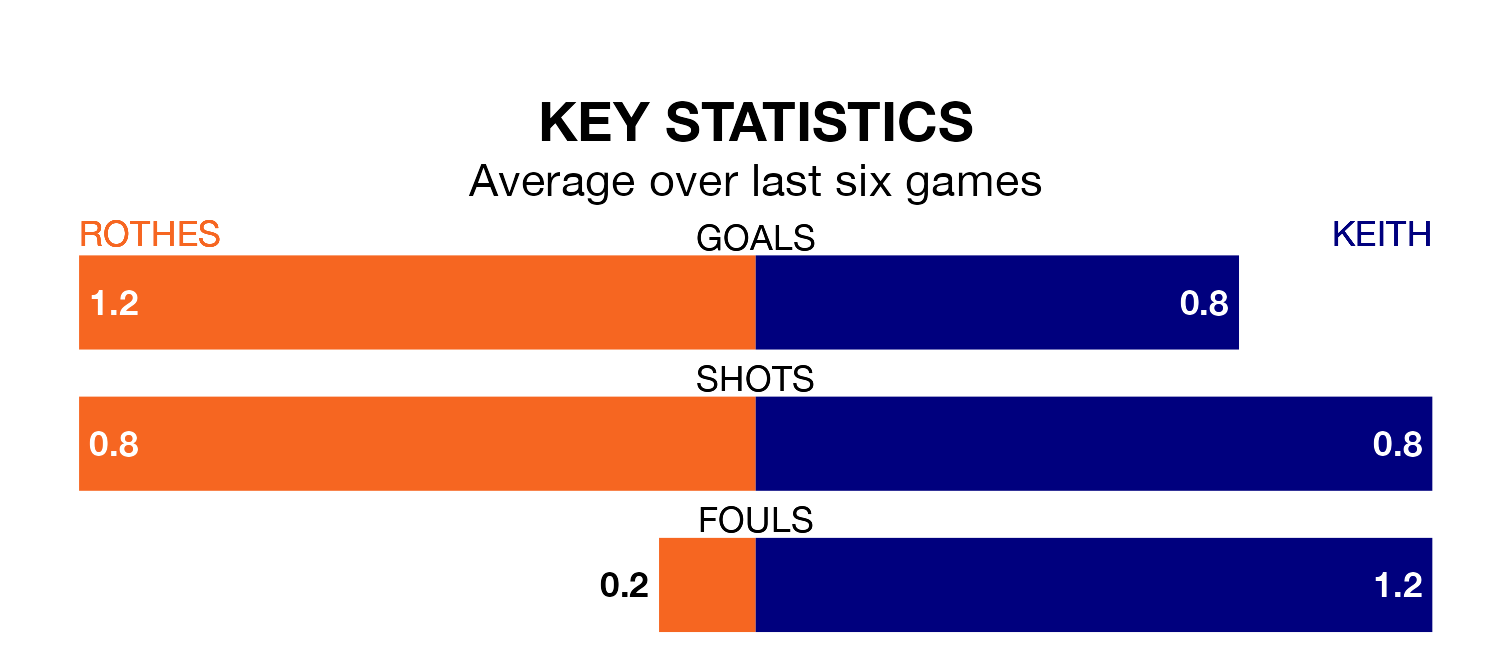 KEY STATISTICS
Average over last six games
ROTHES GOALS KEITH
1.2 0.8
SHOTS
0.8 0.8
FOULS
0.2 1.2